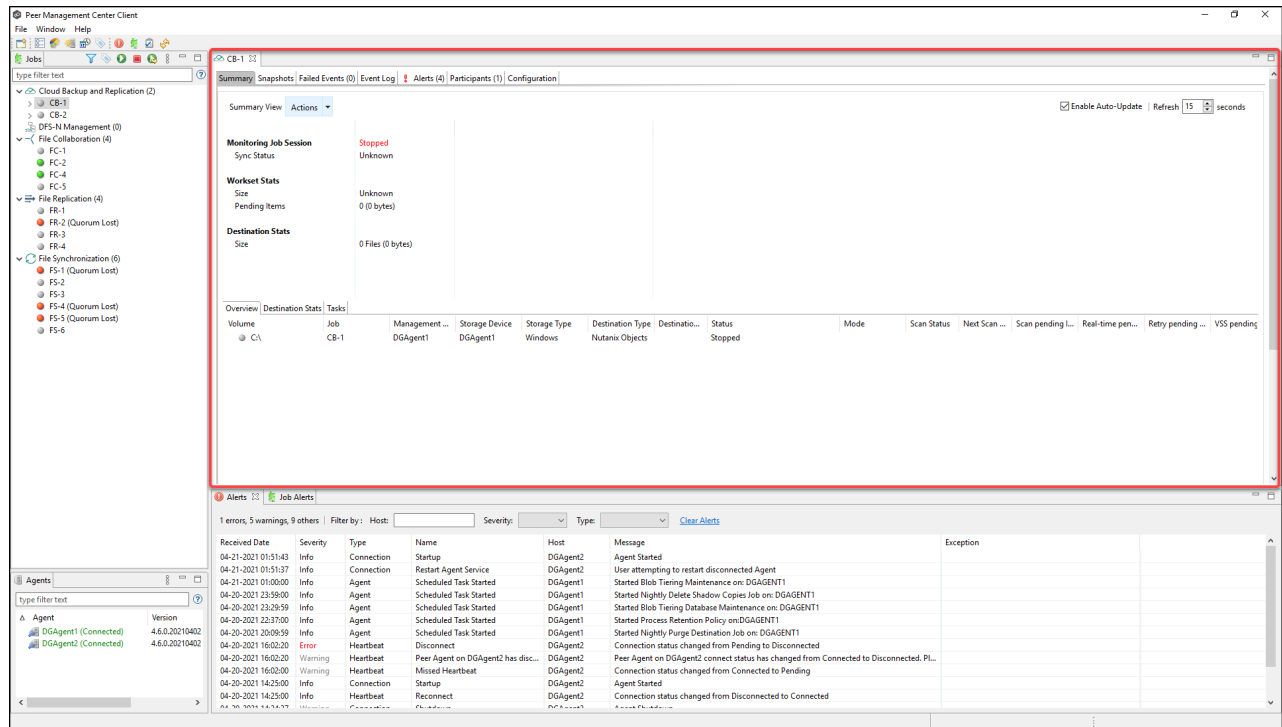 Peer Management Center Client
File Window Help
Jobs
type filter text
Cloud Backup and Replication (2)
CB-1
CB-2
DFS-N Management (0)
File Collaboration (4)
FC-1
FC-2
FC-4
FC-5
File Replication (4)
FR-1
FR-2 (Quorum Lost)
FR-3
FR-4
File Synchronization (6)
FS-1 (Quorum Lost)
FS-2
FS-3
FS-4 (Quorum Lost)
FS-5 (Quorum Lost)
FS-6
Agents
type filter text
Agent Version
DGAgent1 (Connected) 4.6.0.20210402
DGAgent2 (Connected) 4.6.0.20210402
CB-1
Summary Snapshots Failed Events (0) Event Log Alerts (4) Participants (1) Configuration
Summary View Actions Enable Auto-Update Refresh 15 seconds
Monitoring Job Session Stopped
Sync Status Unknown
Workset Stats
Size Unknown
Pending Items 0 (0 bytes)
Destination Stats
Size 0 Files (0 bytes)
Overview Destination Stats Tasks
Volume Job Management ... Storage Device Storage Type Destination Type Destinatio... Status Mode Scan Status Next Scan ... Scan pending I... Real-time pen... Retry pending ... VSS pending
C:\ CB-1 DGAgent1 DGAgent1 Windows Nutanix Objects Stopped
Alerts Job Alerts
1 errors, 5 warnings, 9 others Filter by : Host: Severity: Type: Clear Alerts
Received Date Severity Type Name Host Message Exception
04-21-2021 01:51:43 Info Connection Startup DGAgent2 Agent Started
04-21-2021 01:51:37 Info Connection Restart Agent Service DGAgent2 User attempting to restart disconnected Agent
04-21-2021 01:00:00 Info Agent Scheduled Task Started DGAgent1 Started Blob Tiering Maintenance on: DGAGENT1
04-20-2021 23:59:00 Info Agent Scheduled Task Started DGAgent1 Started Nightly Delete Shadow Copies Job on: DGAGENT1
04-20-2021 23:29:59 Info Agent Scheduled Task Started DGAgent1 Started Blob Tiering Database Maintenance on: DGAGENT1
04-20-2021 22:37:00 Info Agent Scheduled Task Started DGAgent1 Started Process Retention Policy on:DGAGENT1
04-20-2021 20:09:59 Info Agent Scheduled Task Started DGAgent1 Started Nightly Purge Destination Job on: DGAGENT1
04-20-2021 16:02:20 Error Heartbeat Disconnect DGAgent2 Connection status changed from Pending to Disconnected
04-20-2021 16:02:20 Warning Heartbeat Peer Agent on DGAgent2 has disc... DGAgent2 Peer Agent on DGAgent2 connect status has changed from Connected to Disconnected. Pl...
04-20-2021 16:02:00 Warning Heartbeat Missed Heartbeat DGAgent2 Connection status changed from Connected to Pending
04-20-2021 14:25:00 Info Connection Startup DGAgent2 Agent Started
04-20-2021 14:25:00 Info Heartbeat Reconnect DGAgent2 Connection status changed from Disconnected to Connected